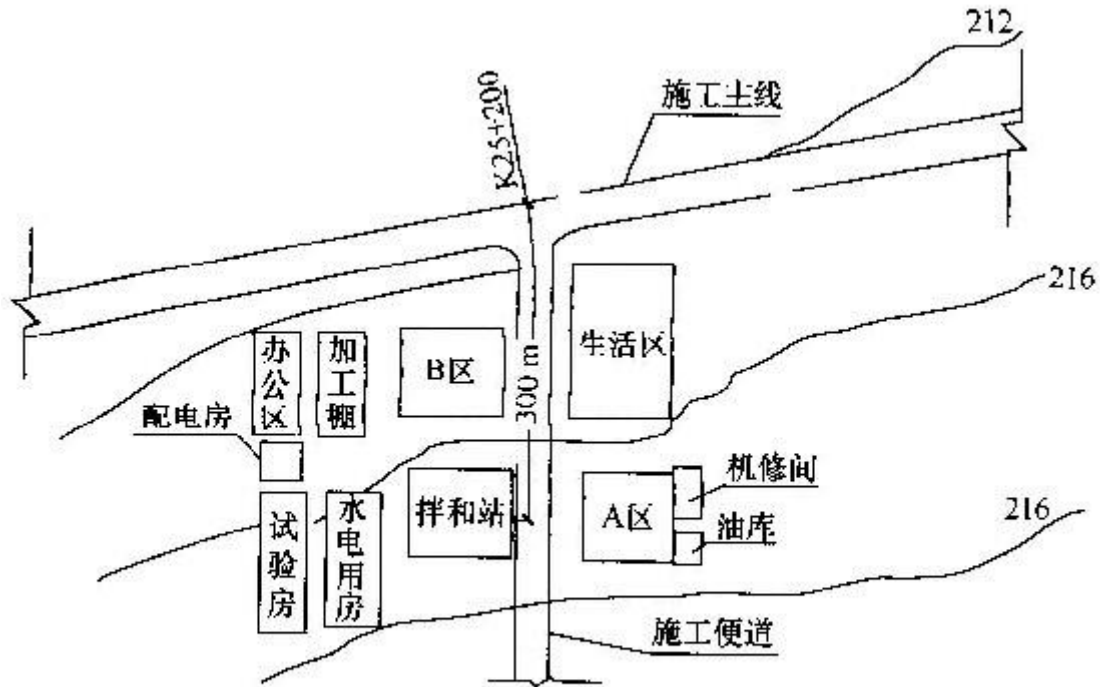 212
施工主线
K25+200
216
生活区
办公区
加工棚
B区
300 m
配电房
机修间
拌和站
A区
216
油库
试验房
水电用房
施工便道